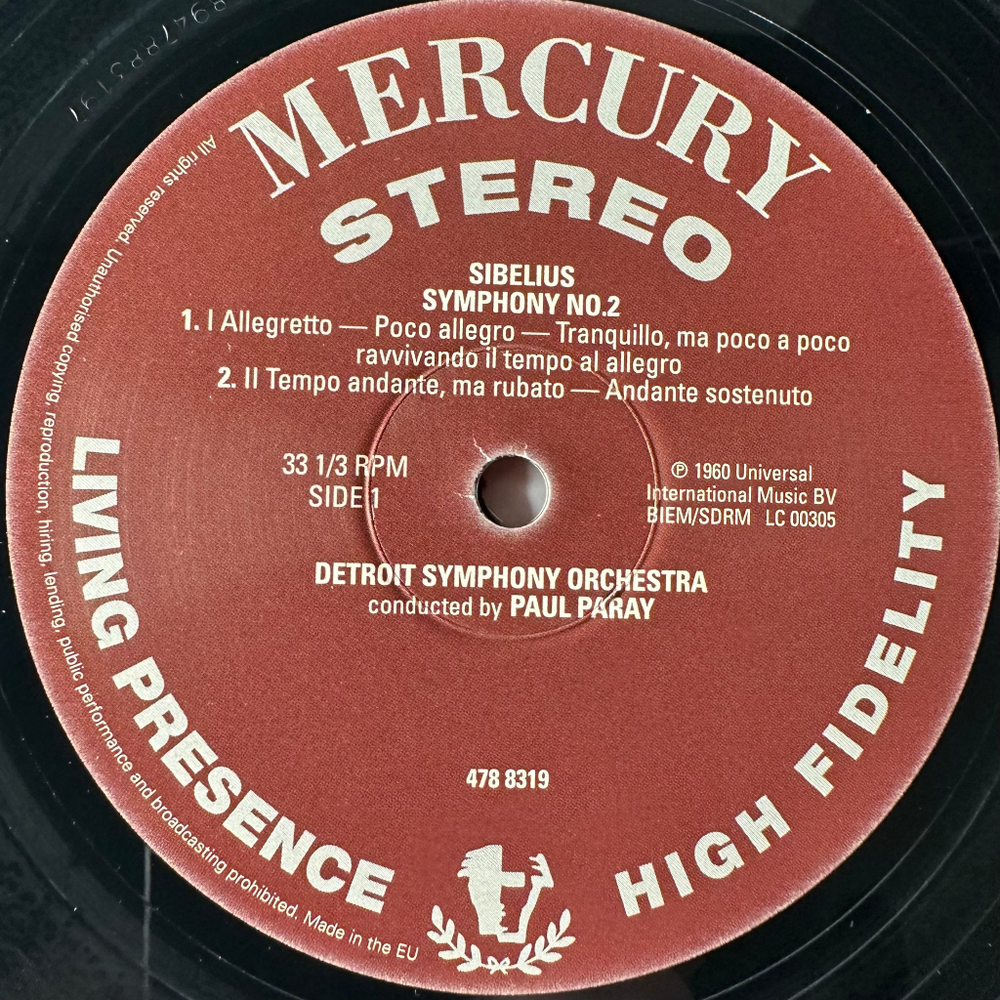 MERCURY
STEREO
SIBELIUS
SYMPHONY NO.2
1. I Allegretto — Poco allegro — Tranquillo, ma poco a poco
ravvivando il tempo al allegro
2. II Tempo andante, ma rubato — Andante sostenuto
33 1/3 RPM
SIDE 1
℗ 1960 Universal
International Music BV
BIEM/SDRM LC 00305
DETROIT SYMPHONY ORCHESTRA
conducted by PAUL PARAY
478 8319
LIVING PRESENCE
HIGH FIDELITY
All rights reserved. Unauthorised copying, reproduction, hiring, lending, public performance and broadcasting prohibited. Made in the EU